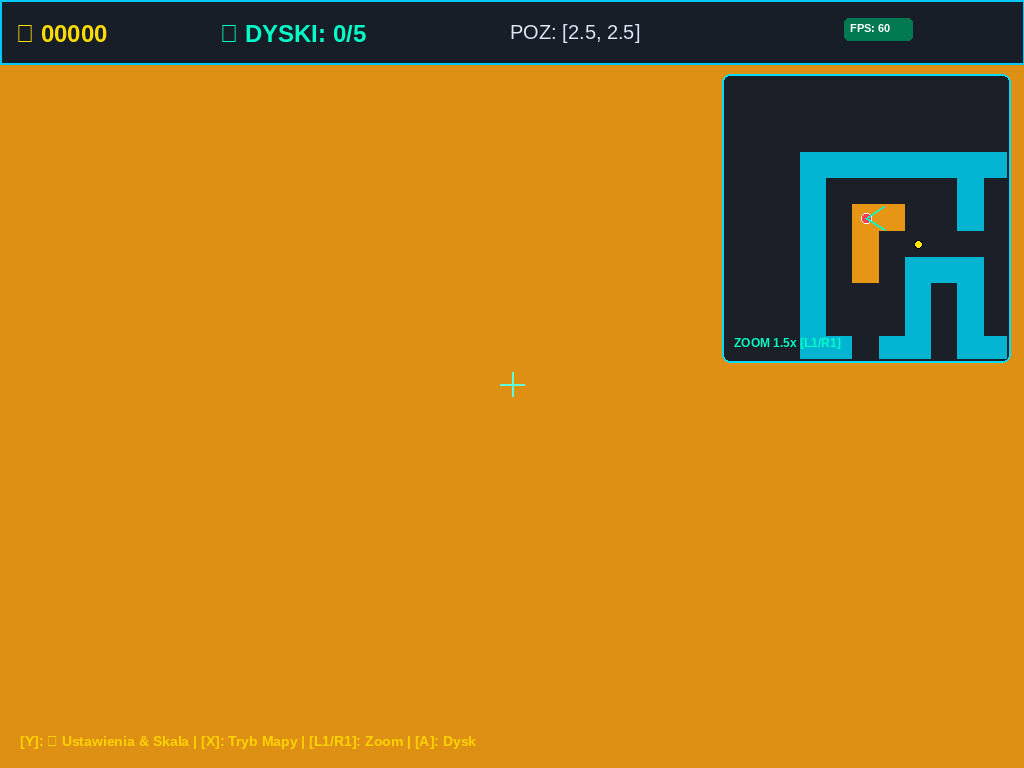 00000
DYSKI: 0/5
POZ: [2.5, 2.5]
FPS: 60
ZOOM 1.5x [L1/R1]
[Y]: Ustawienia & Skala | [X]: Tryb Mapy | [L1/R1]: Zoom | [A]: Dysk